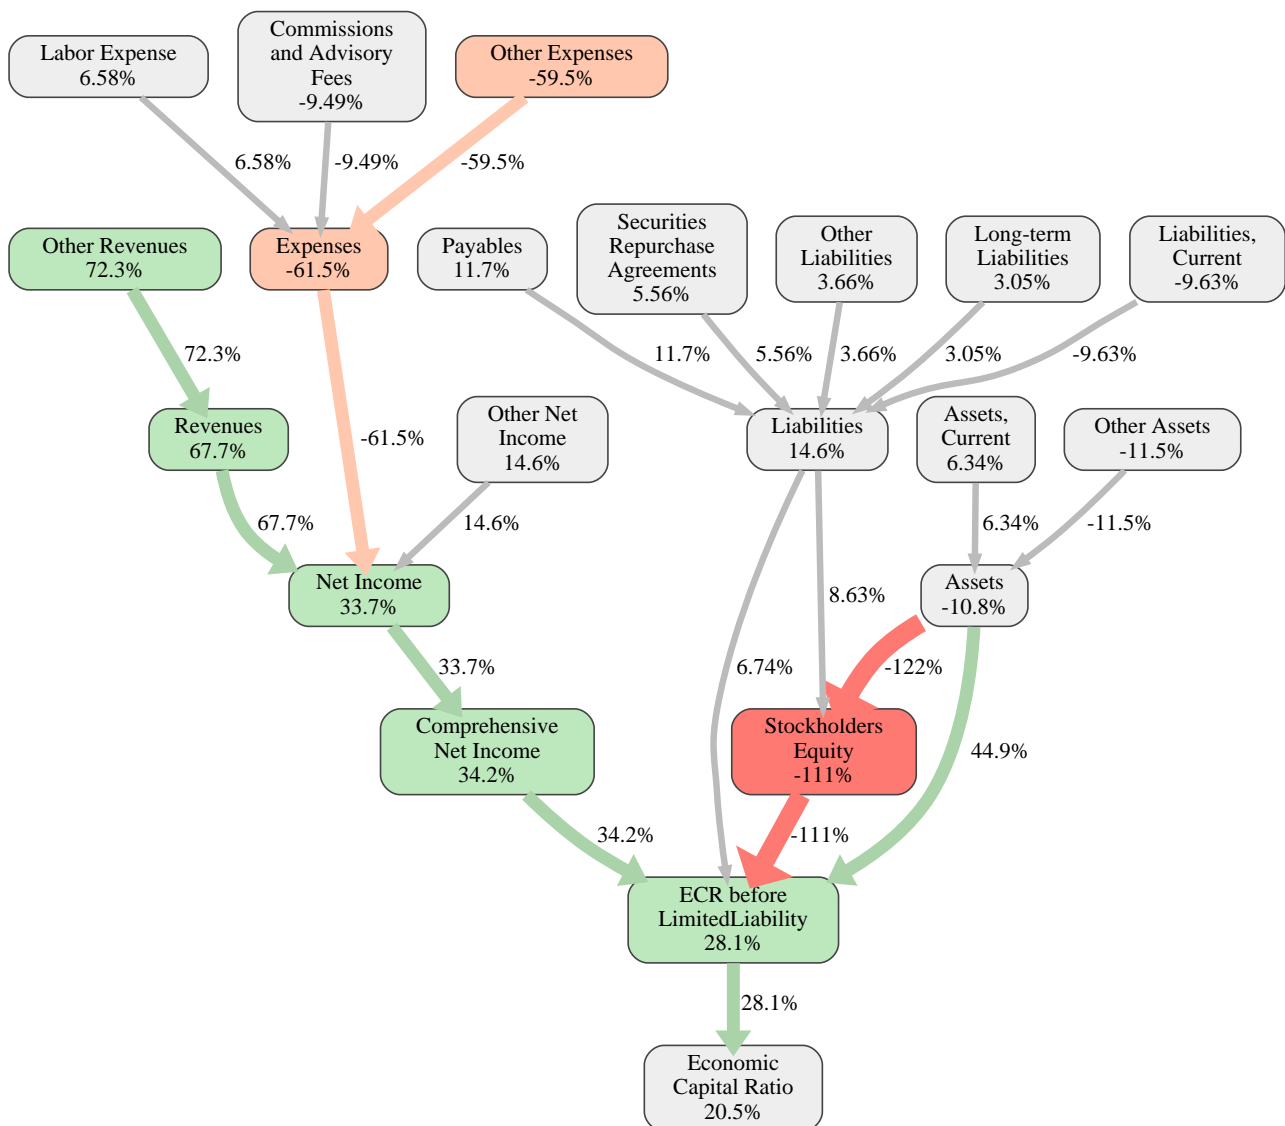 Labor Expense
6.58%
Commissions
and Advisory
Fees
-9.49%
Other Expenses
-59.5%
6.58%
-9.49%
-59.5%
Other Revenues
72.3%
Expenses
-61.5%
Payables
11.7%
Securities
Repurchase
Agreements
5.56%
Other
Liabilities
3.66%
Long-term
Liabilities
3.05%
Liabilities,
Current
-9.63%
72.3%
11.7%
5.56%
3.66%
3.05%
-9.63%
Revenues
67.7%
-61.5%
Other Net
Income
14.6%
Liabilities
14.6%
Assets,
Current
6.34%
Other Assets
-11.5%
67.7%
14.6%
6.34%
-11.5%
Net Income
33.7%
8.63%
Assets
-10.8%
33.7%
6.74%
-122%
Comprehensive
Net Income
34.2%
Stockholders
Equity
-111%
44.9%
34.2%
-111%
ECR before
LimitedLiability
28.1%
28.1%
Economic
Capital Ratio
20.5%